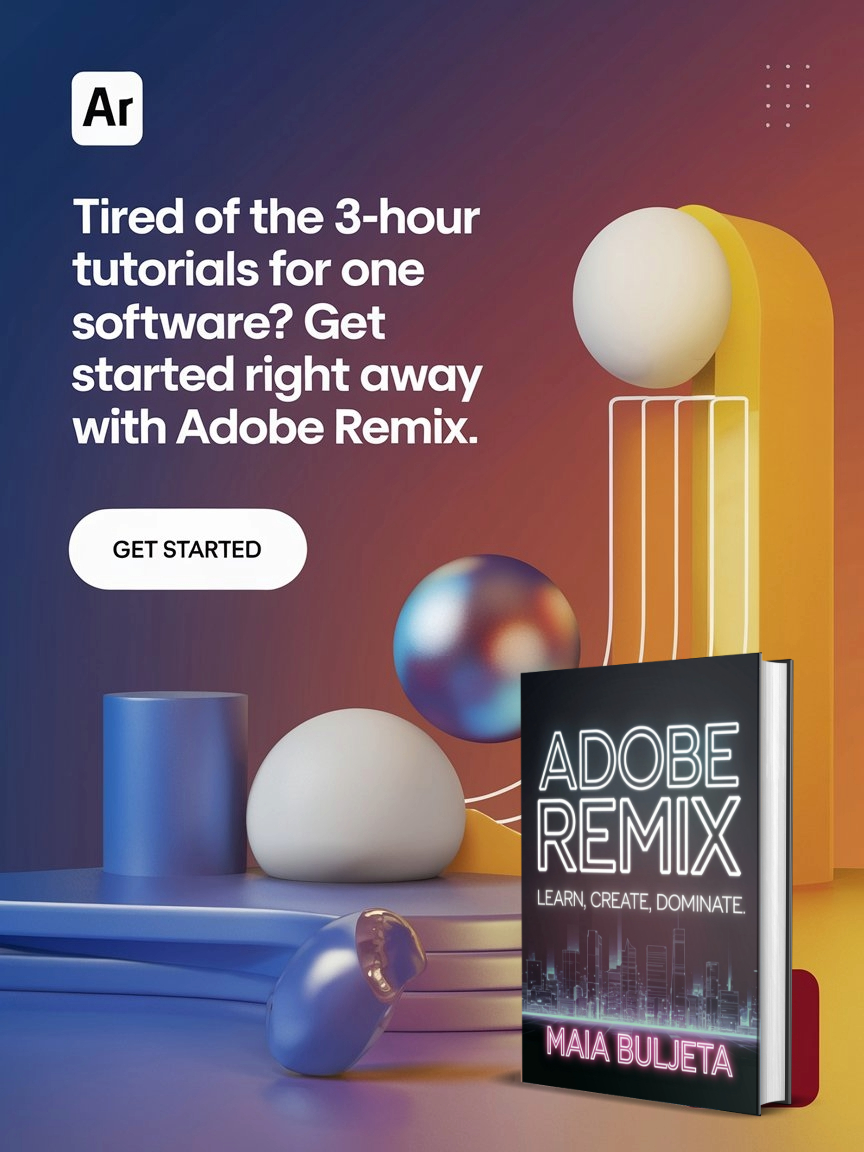 Ar
Tired of the 3-hour
tutorials for one
software? Get
started right away
with Adobe Remix.
GET STARTED
ADOBE
REMIX
LEARN, CREATE, DOMINATE.
MAIA BULJETA